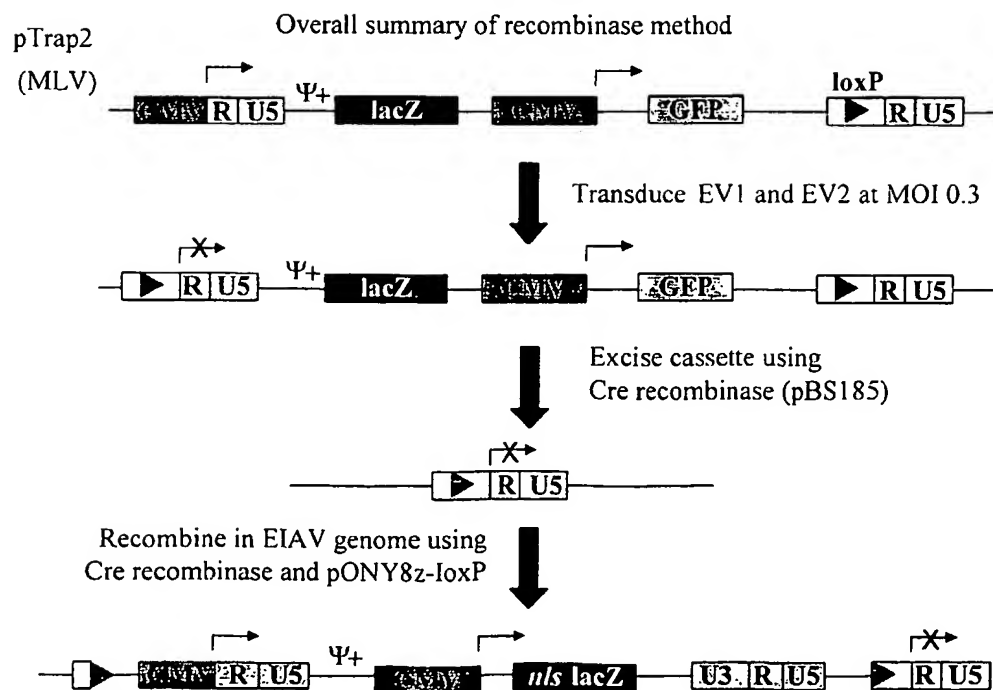 Overall summary of recombinase method
pTrap2
(MLV)
CMV R U5 Ψ+ lacZ CMV GFP loxP R U5
Transduce EV1 and EV2 at MOI 0.3
R U5 Ψ+ lacZ CMV GFP R U5
Excise cassette using
Cre recombinase (pBS185)
R U5
Recombine in EIAV genome using
Cre recombinase and pONY8z-loxP
CMV R U5 Ψ+ CMV nls lacZ U3 R U5 R U5